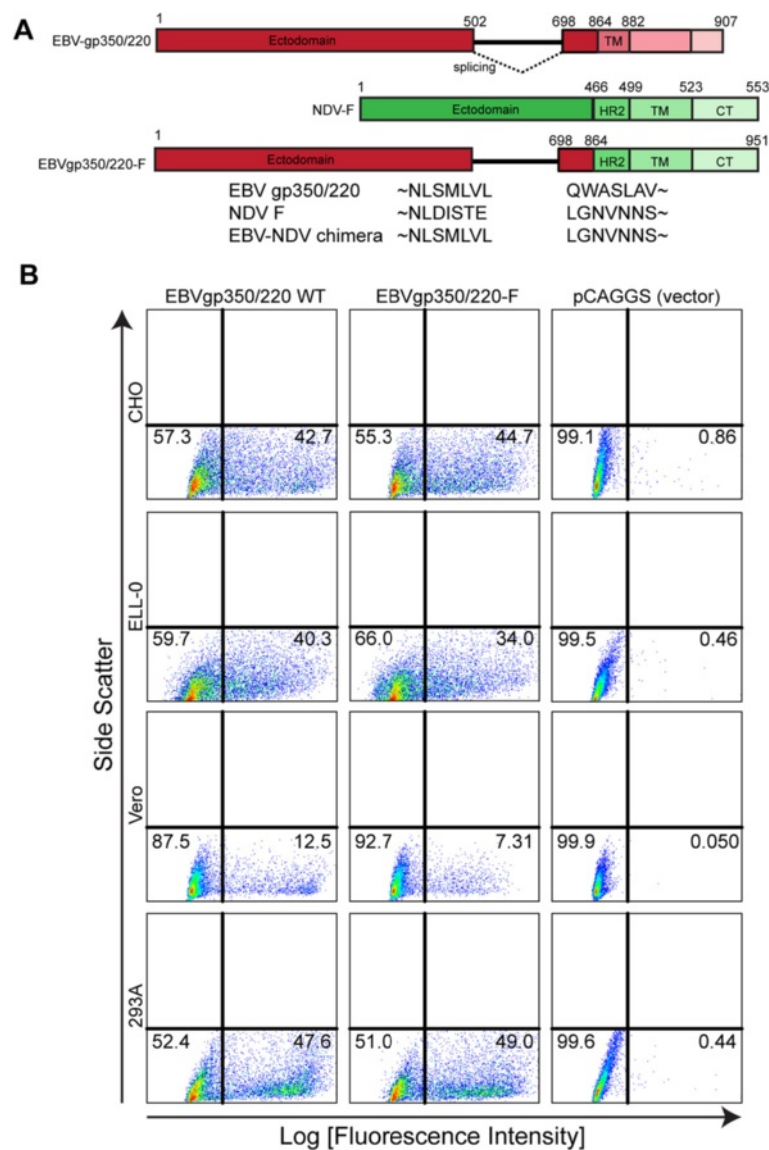 A
1 502 698 864 882 907
EBV-gp350/220 Ectodomain TM
splicing
1 466 499 523 553
NDV-F Ectodomain HR2 TM CT
1 698 864 951
EBVgp350/220-F Ectodomain HR2 TM CT
EBV gp350/220 ~NLSMLVL QWASLAV~
NDV F ~NLDISTE LGNVNNS~
EBV-NDV chimera ~NLSMLVL LGNVNNS~
B
EBVgp350/220 WT EBVgp350/220-F pCAGGS (vector)
CHO
57.3 42.7 55.3 44.7 99.1 0.86
ELL-0
59.7 40.3 66.0 34.0 99.5 0.46
Side Scatter
Vero
87.5 12.5 92.7 7.31 99.9 0.050
293A
52.4 47.6 51.0 49.0 99.6 0.44
Log [Fluorescence Intensity]